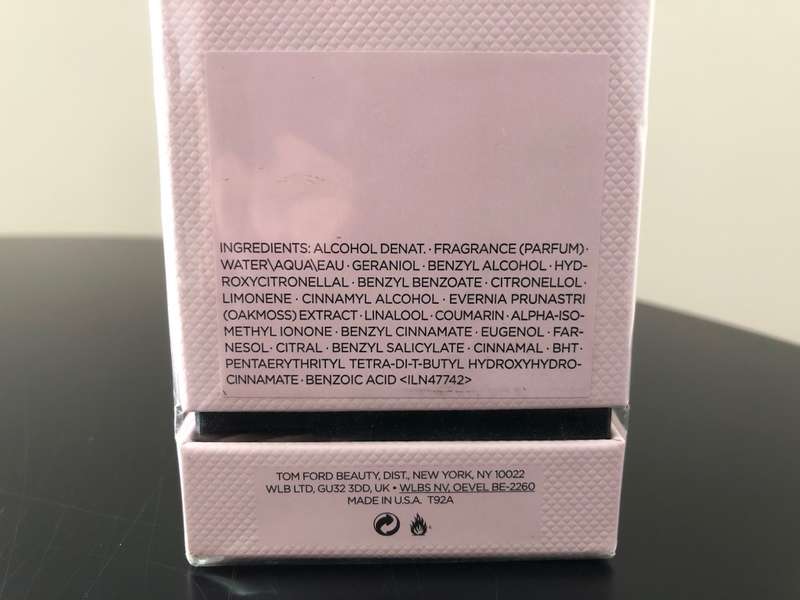 INGREDIENTS: ALCOHOL DENAT. · FRAGRANCE (PARFUM) ·
WATER\AQUA\EAU · GERANIOL · BENZYL ALCOHOL · HYD-
ROXYCITRONELLAL · BENZYL BENZOATE · CITRONELLOL ·
LIMONENE · CINNAMYL ALCOHOL · EVERNIA PRUNASTRI
(OAKMOSS) EXTRACT · LINALOOL · COUMARIN · ALPHA-ISO-
METHYL IONONE · BENZYL CINNAMATE · EUGENOL · FAR-
NESOL · CITRAL · BENZYL SALICYLATE · CINNAMAL · BHT ·
PENTAERYTHRITYL TETRA-DI-T-BUTYL HYDROXYHYDRO-
CINNAMATE · BENZOIC ACID <ILN47742>
TOM FORD BEAUTY, DIST., NEW YORK, NY 10022
WLB LTD, GU32 3DD, UK • WLBS NV, OEVEL BE-2260
MADE IN U.S.A. T92A